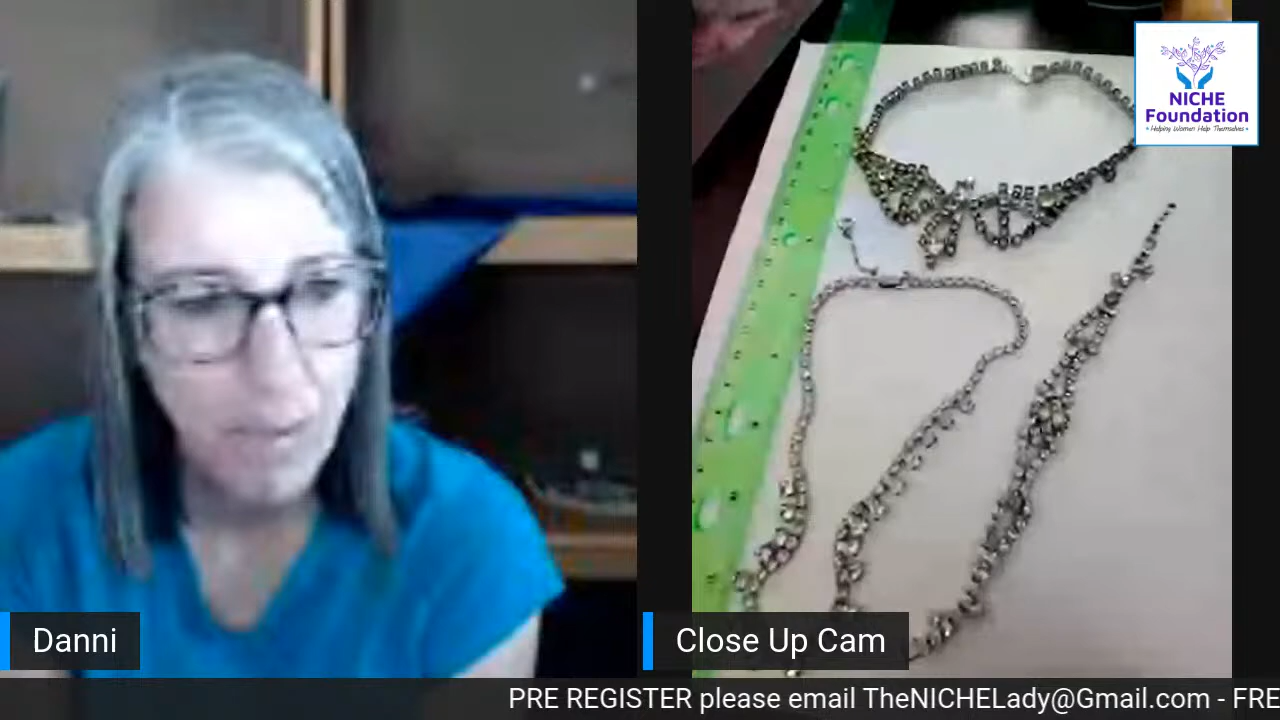 NICHE
Foundation
• Helping Women Help Themselves •
Danni
Close Up Cam
PRE REGISTER please email TheNICHELady@Gmail.com - FRE